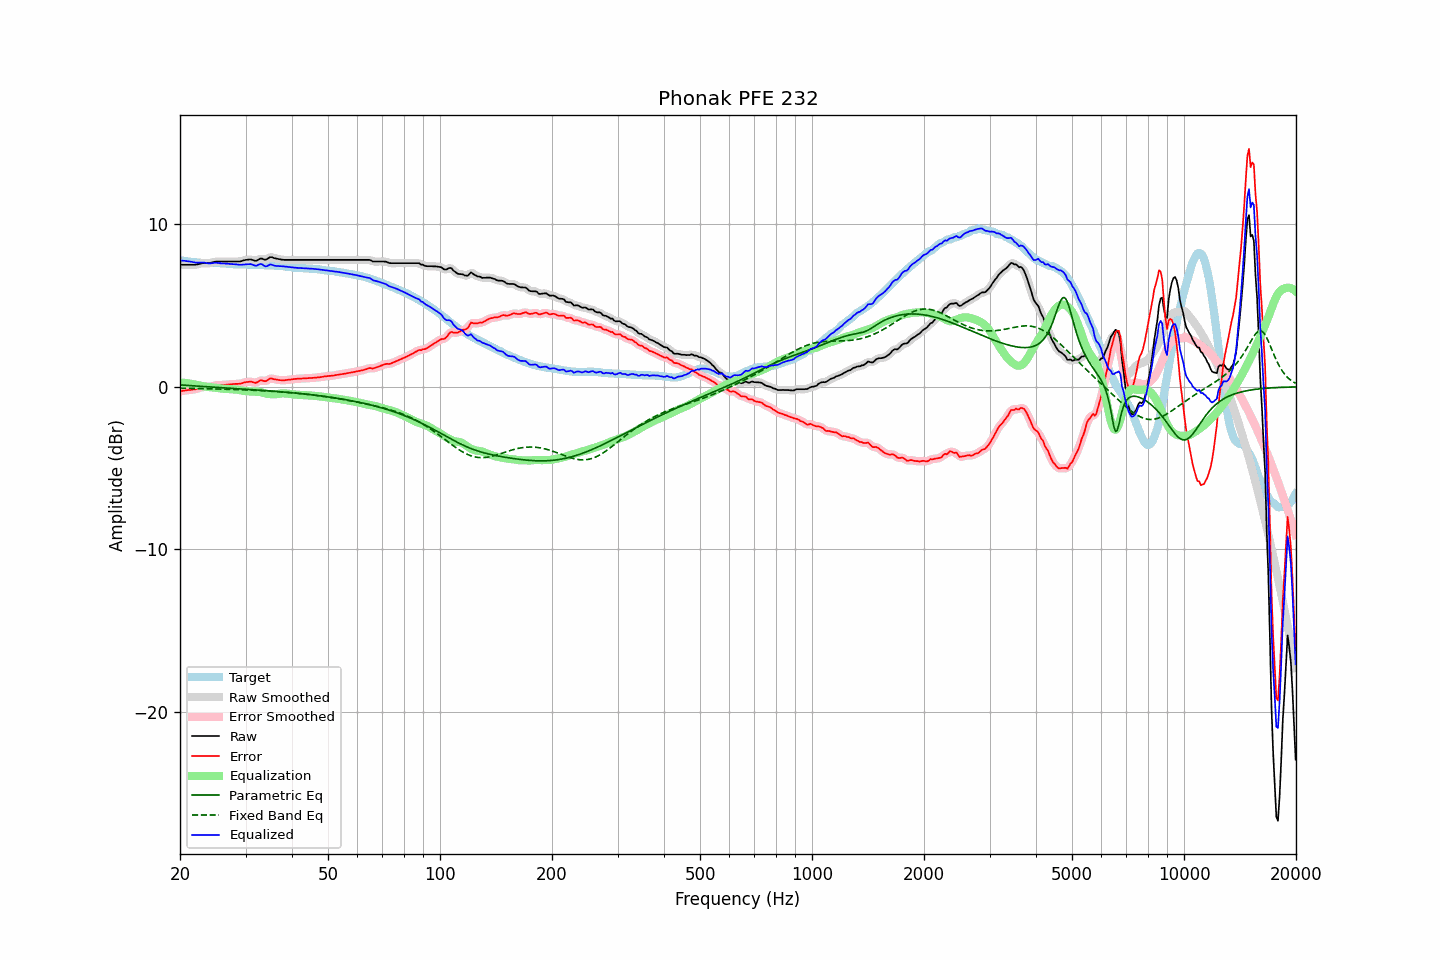 Phonak PFE 232
Amplitude (dBr)
10
0
−10
−20
Target
Raw Smoothed
Error Smoothed
Raw
Error
Equalization
Parametric Eq
Fixed Band Eq
Equalized
20 50 100 200 500 1000 2000 5000 10000 20000
Frequency (Hz)